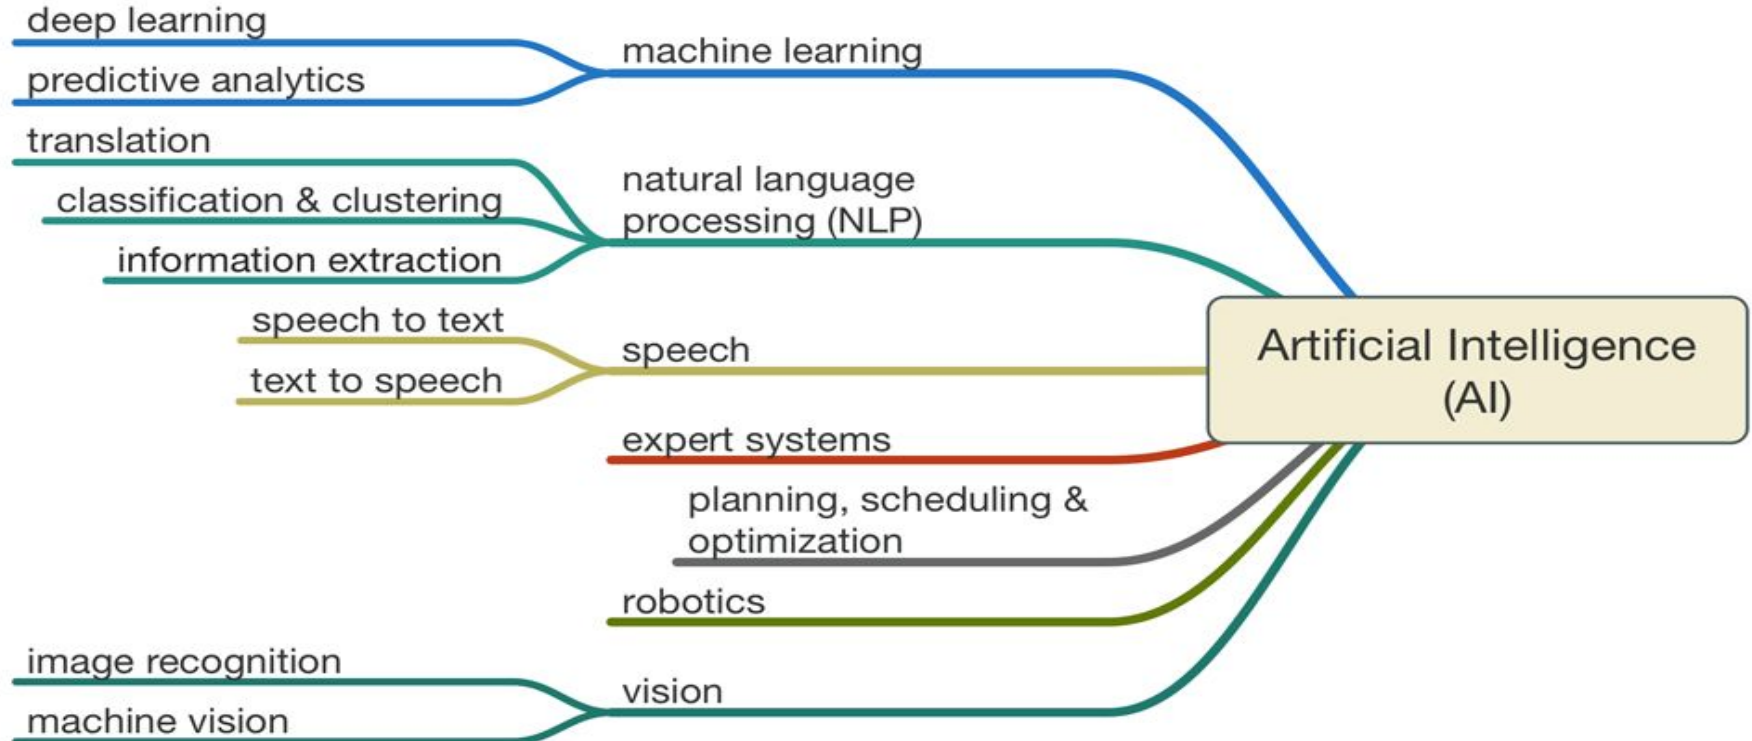 deep learning
predictive analytics
machine learning
translation
classification & clustering
information extraction
natural language
processing (NLP)
speech to text
text to speech
speech
expert systems
planning, scheduling &
optimization
robotics
image recognition
machine vision
vision
Artificial Intelligence
(AI)